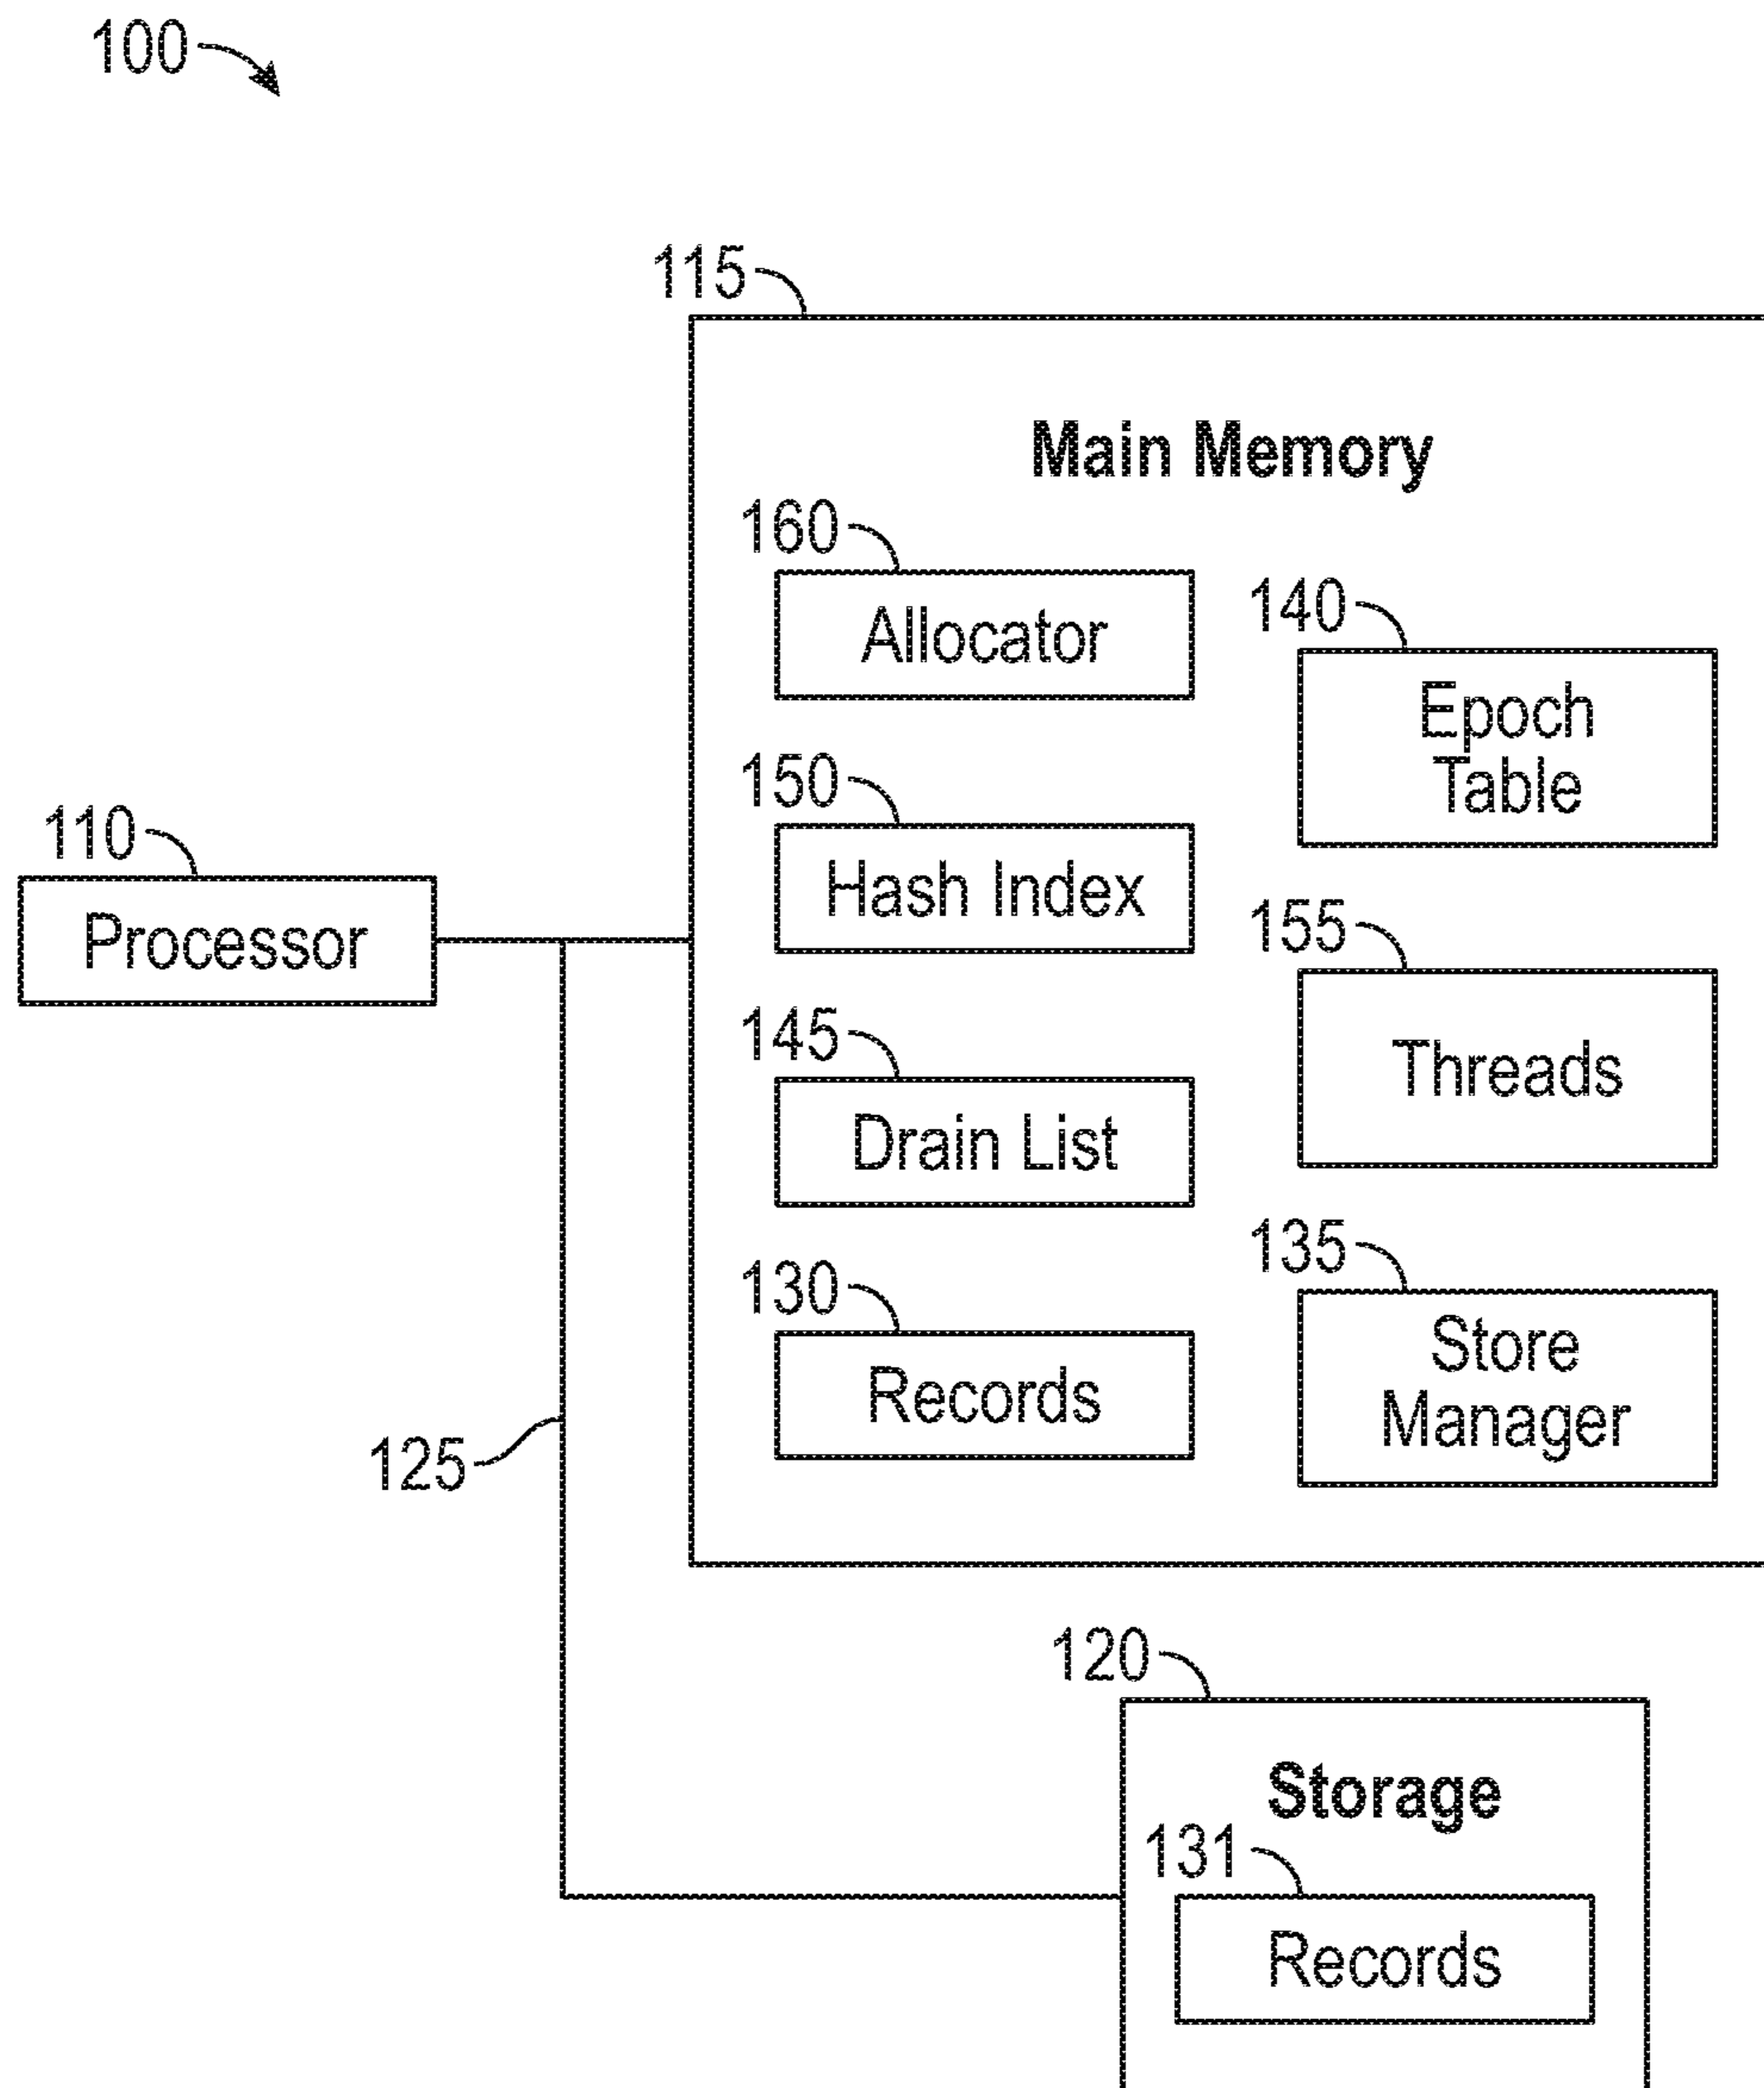 100
115
Main Memory
160
Allocator
140
Epoch
Table
150
Hash Index
110
Processor
155
Threads
145
Drain List
130
Records
135
Store
Manager
125
120
Storage
131
Records